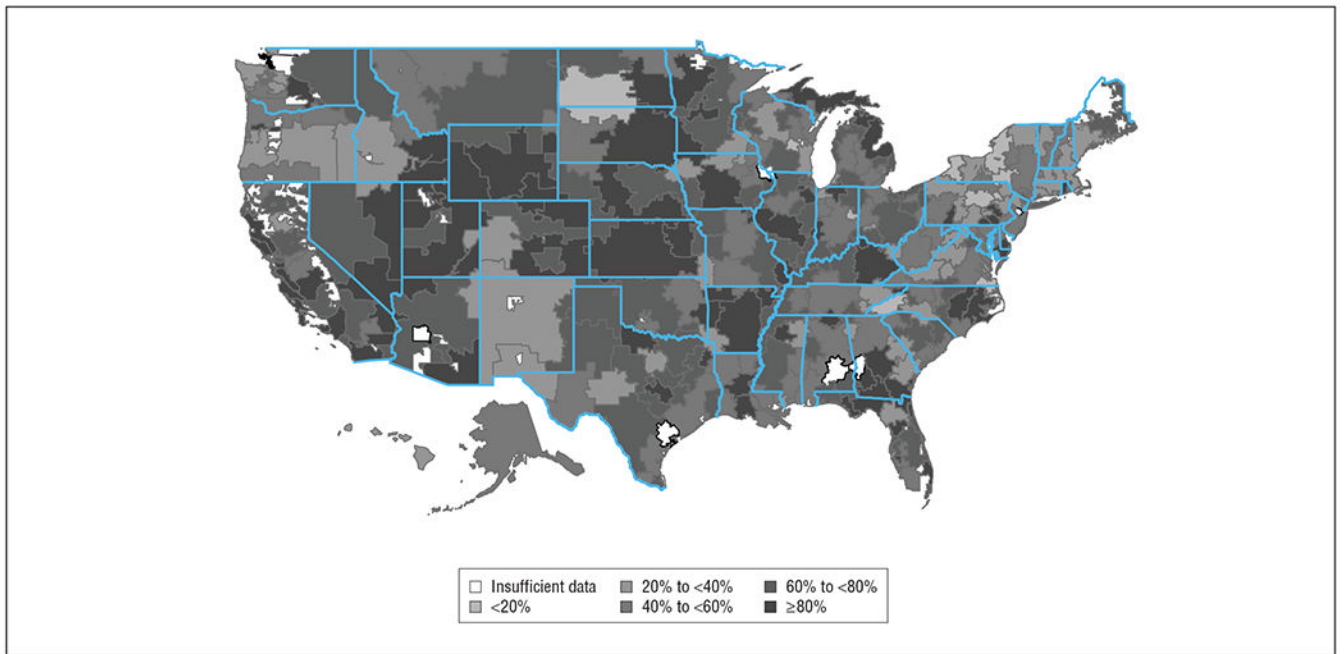 Insufficient data 20% to <40% 60% to <80%
<20% 40% to <60% ≥80%